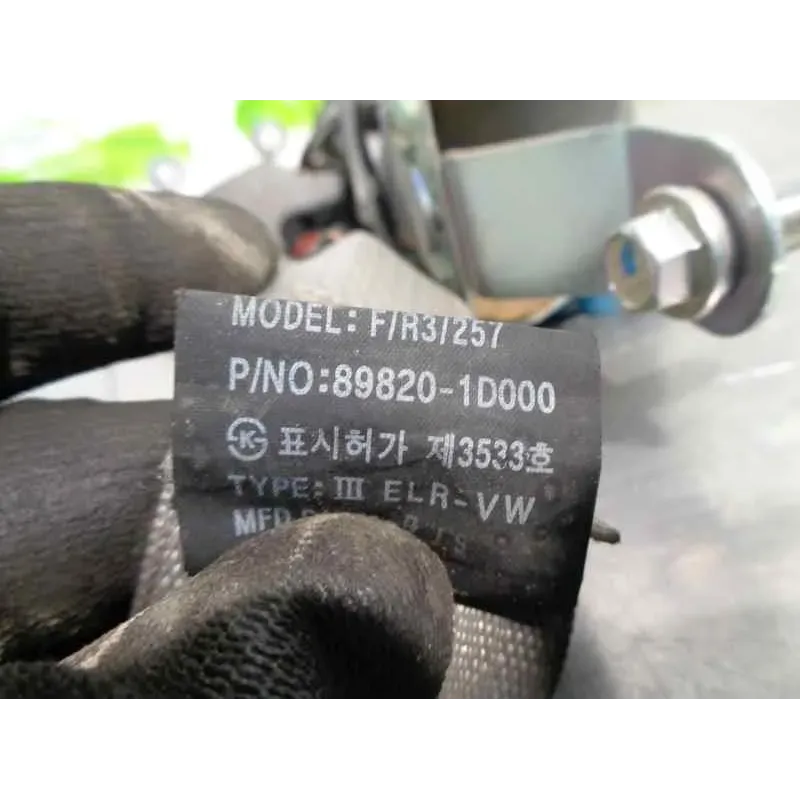 MODEL: F/R3/257
P/NO:89820-1D000
K 표시허가 제3533호
TYPE: III ELR-VW
MFD